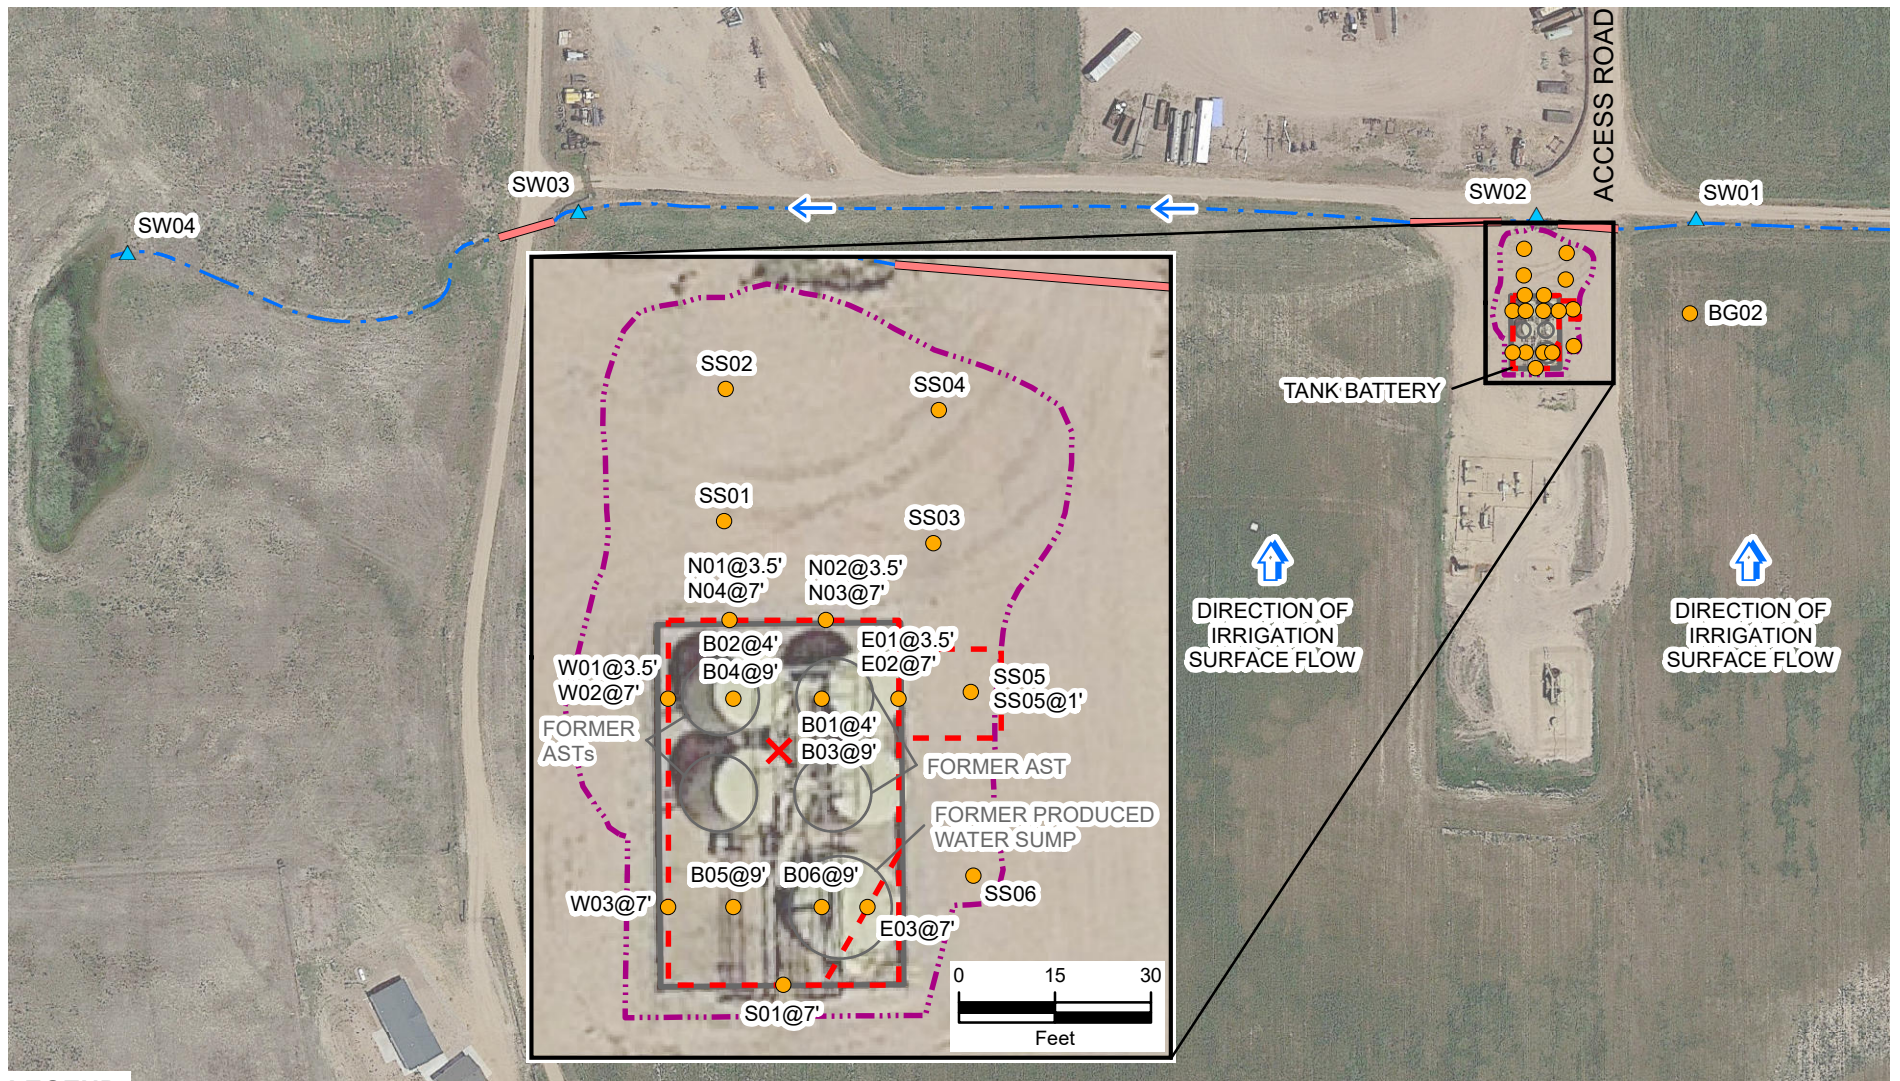 ACCESS ROAD
SW03
SW02
SW01
SW04
BG02
TANK BATTERY
SS02
SS04
SS01
SS03
N01@3.5'
N04@7'
N02@3.5'
N03@7'
B02@4'
B04@9'
E01@3.5'
E02@7'
W01@3.5'
W02@7'
SS05
SS05@1'
B01@4'
B03@9'
FORMER
ASTs
FORMER AST
FORMER PRODUCED
WATER SUMP
B05@9'
B06@9'
W03@7'
SS06
E03@7'
S01@7'
0 15 30
Feet
DIRECTION OF
IRRIGATION
SURFACE FLOW
DIRECTION OF
IRRIGATION
SURFACE FLOW